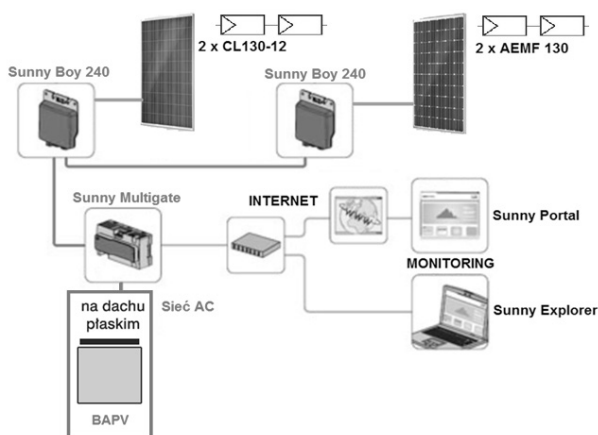 2 x CL130-12
2 x AEMF 130
Sunny Boy 240
Sunny Boy 240
Sunny Multigate
INTERNET
WWW
Sunny Portal
MONITORING
Sieć AC
Sunny Explorer
na dachu
płaskim
BAPV